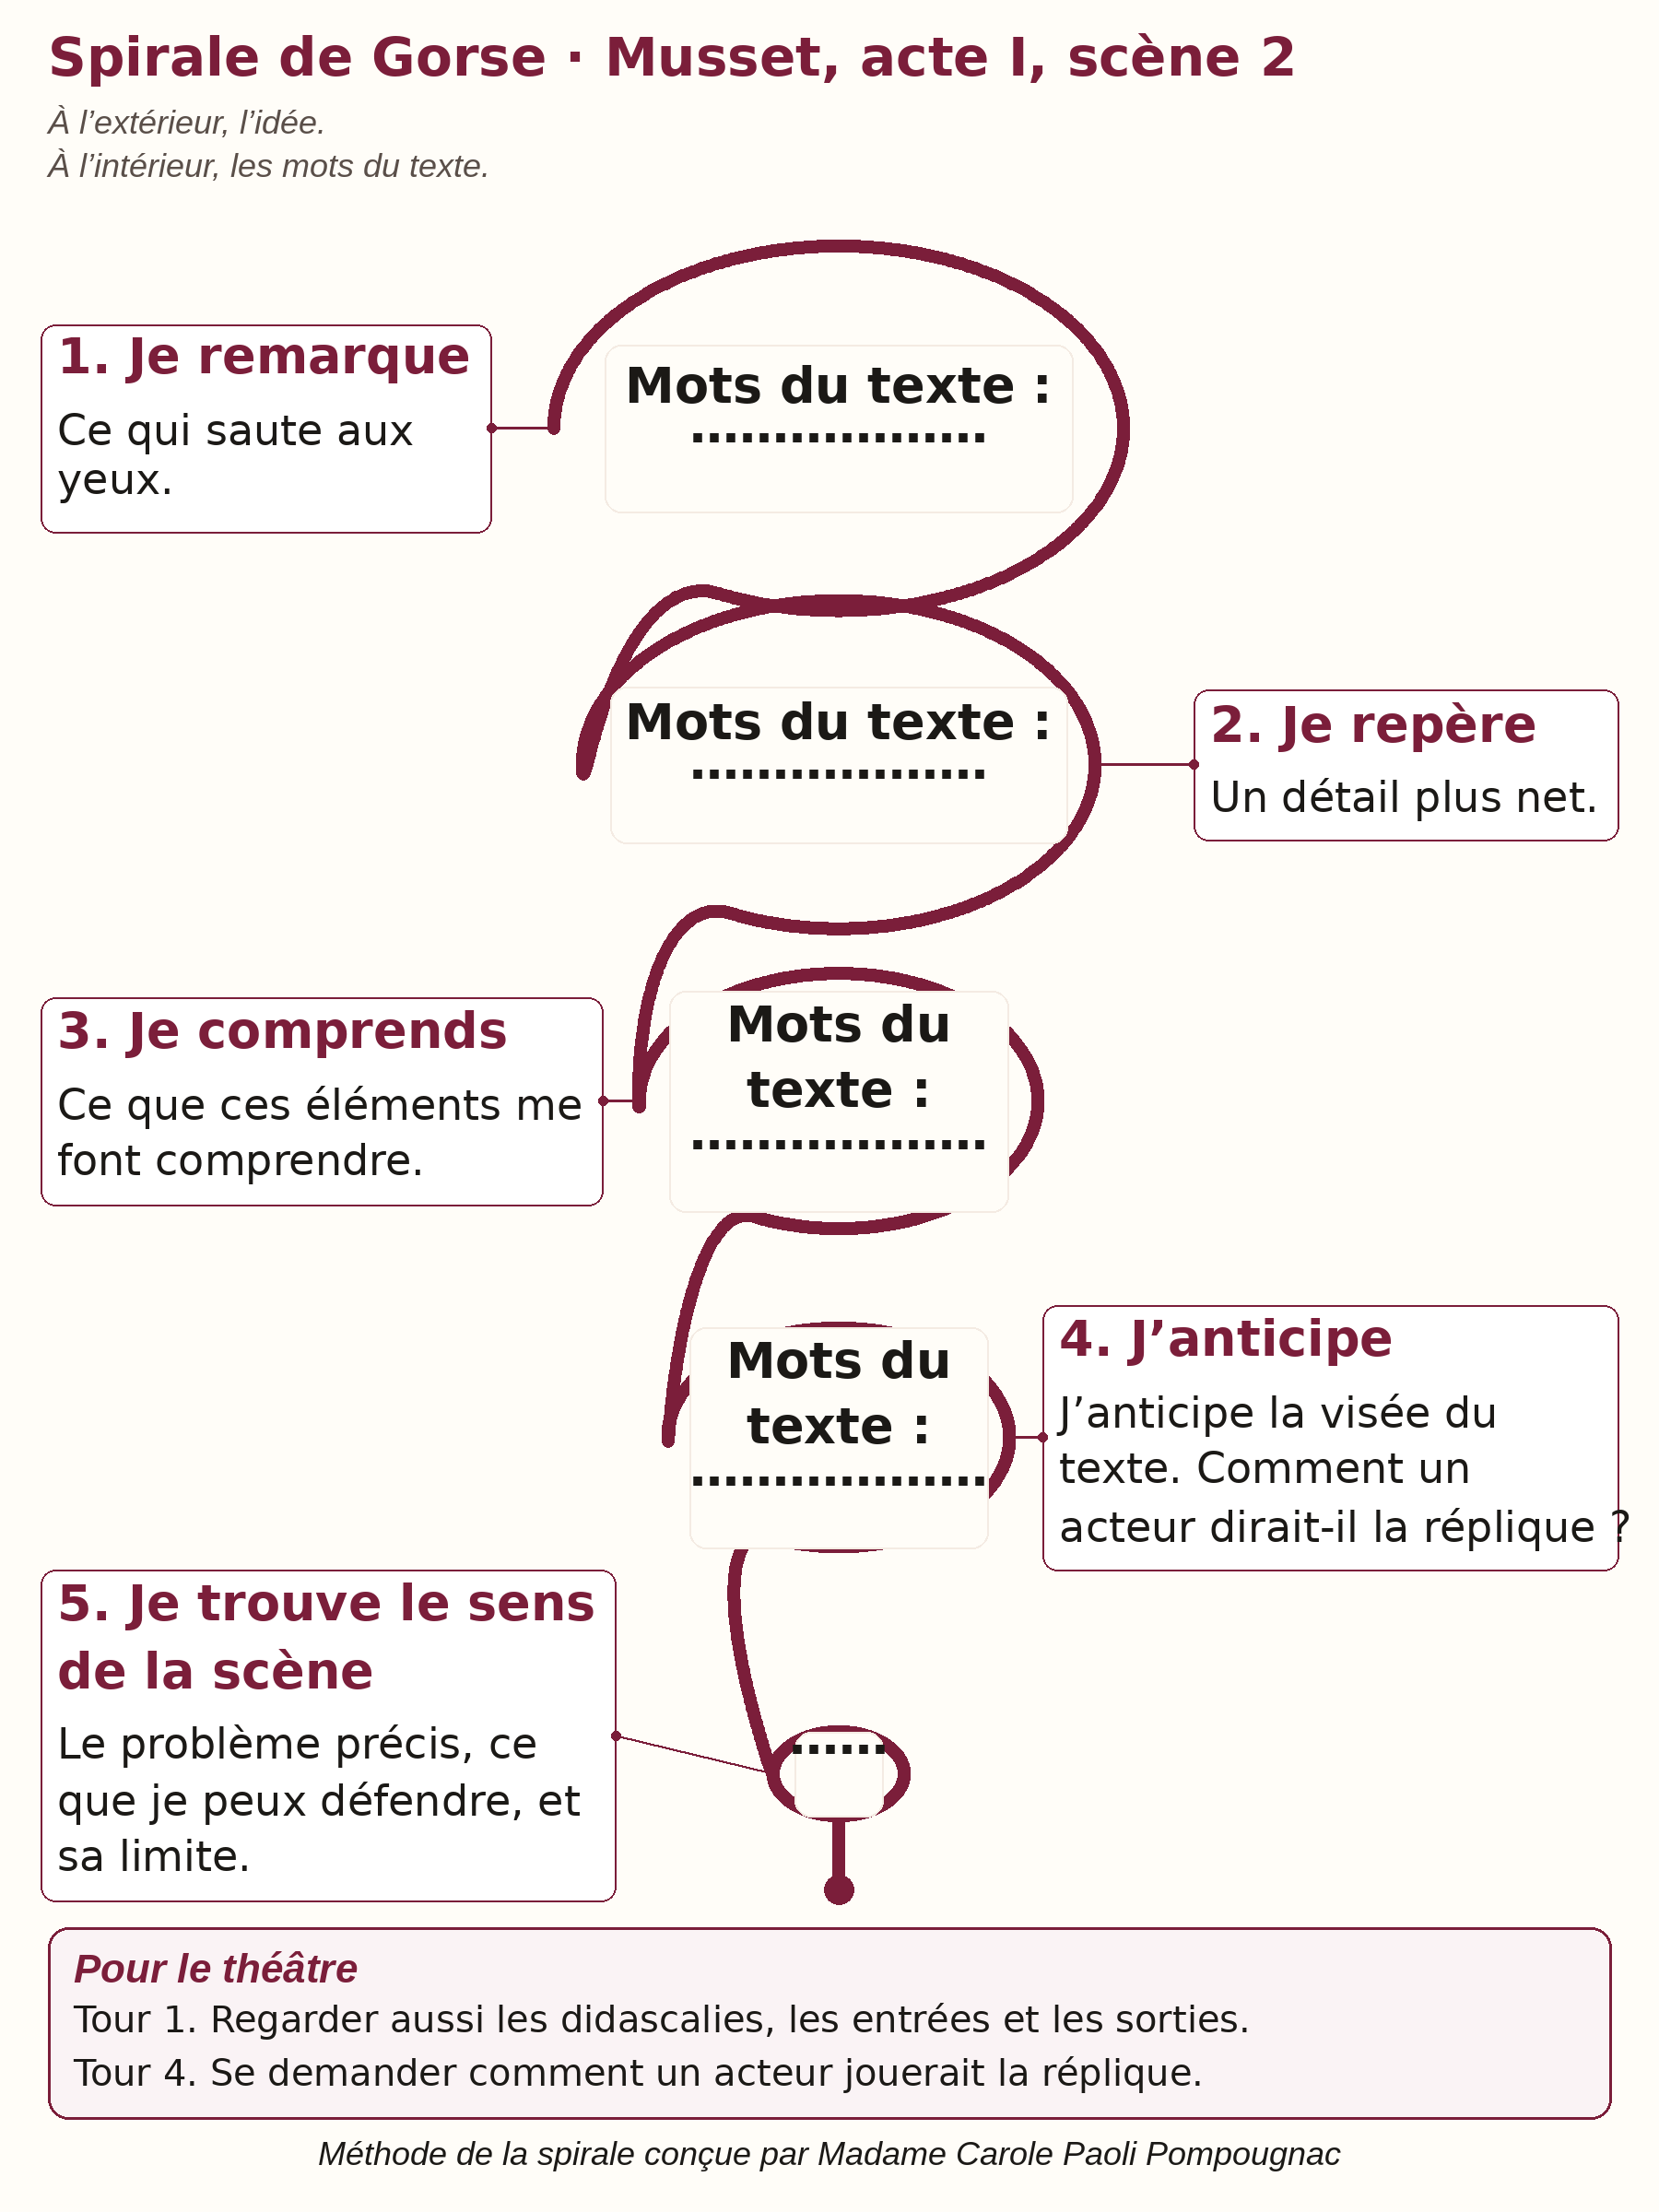 Spirale de Gorse · Musset, acte I, scène 2
À l’extérieur, l’idée.
À l’intérieur, les mots du texte.
1. Je remarque
Ce qui saute aux
yeux.
Mots du texte :
..................
Mots du texte :
..................
2. Je repère
Un détail plus net.
3. Je comprends
Ce que ces éléments me
font comprendre.
Mots du
texte :
..................
Mots du
texte :
..................
4. J’anticipe
J’anticipe la visée du
texte. Comment un
acteur dirait-il la réplique ?
5. Je trouve le sens
de la scène
Le problème précis, ce
que je peux défendre, et
sa limite.
......
Pour le théâtre
Tour 1. Regarder aussi les didascalies, les entrées et les sorties.
Tour 4. Se demander comment un acteur jouerait la réplique.
Méthode de la spirale conçue par Madame Carole Paoli Pompougnac